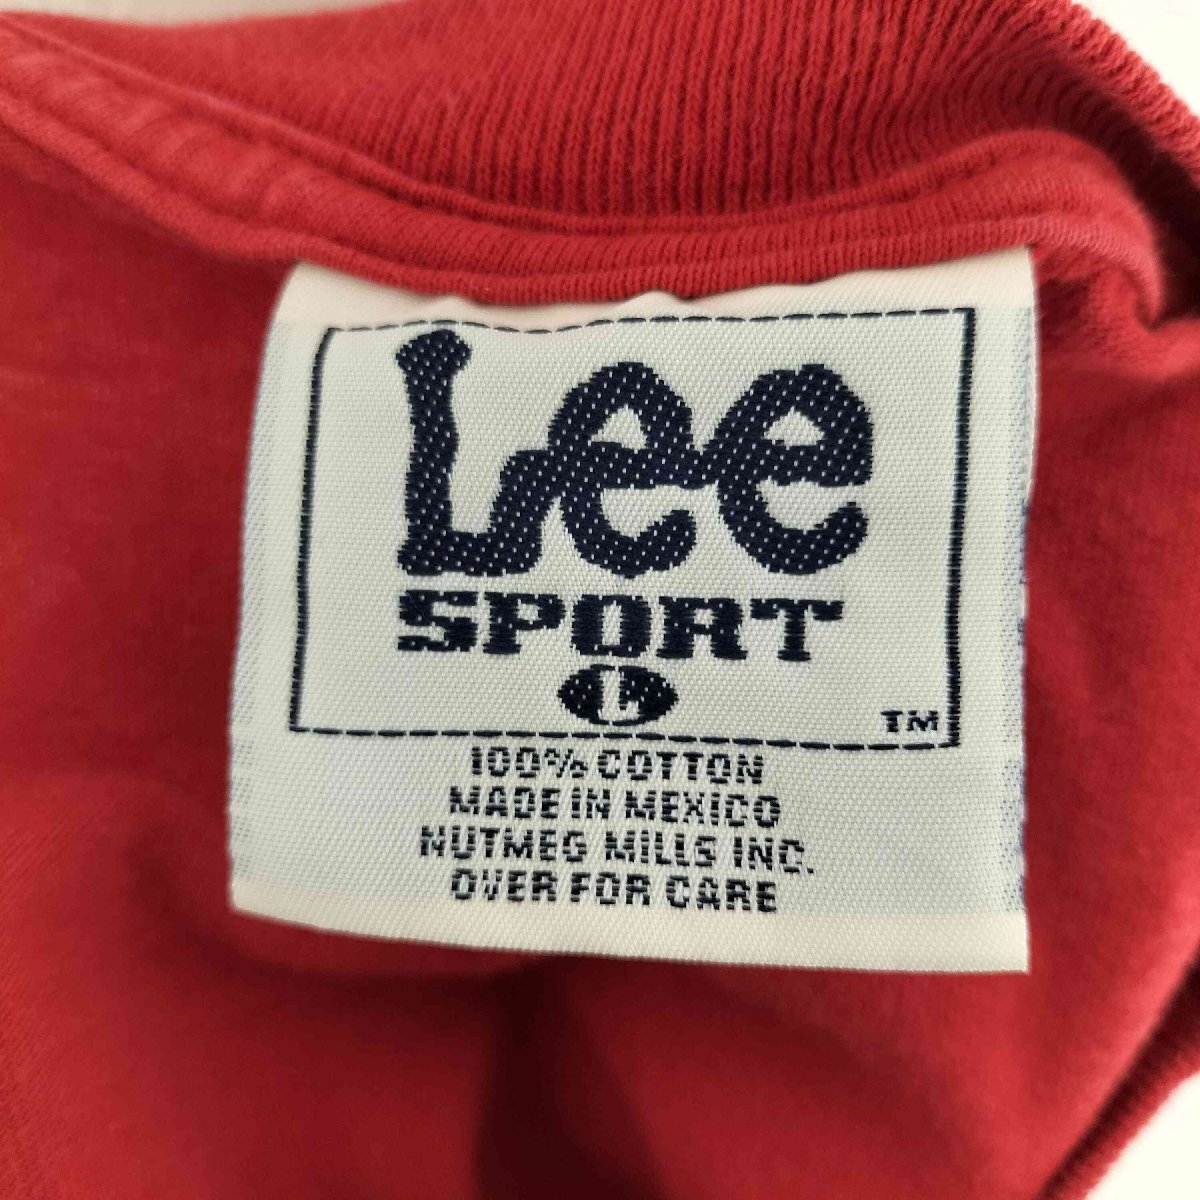 Lee
SPORT
L
TM
100% COTTON
MADE IN MEXICO
NUTMEG MILLS INC.
OVER FOR CARE